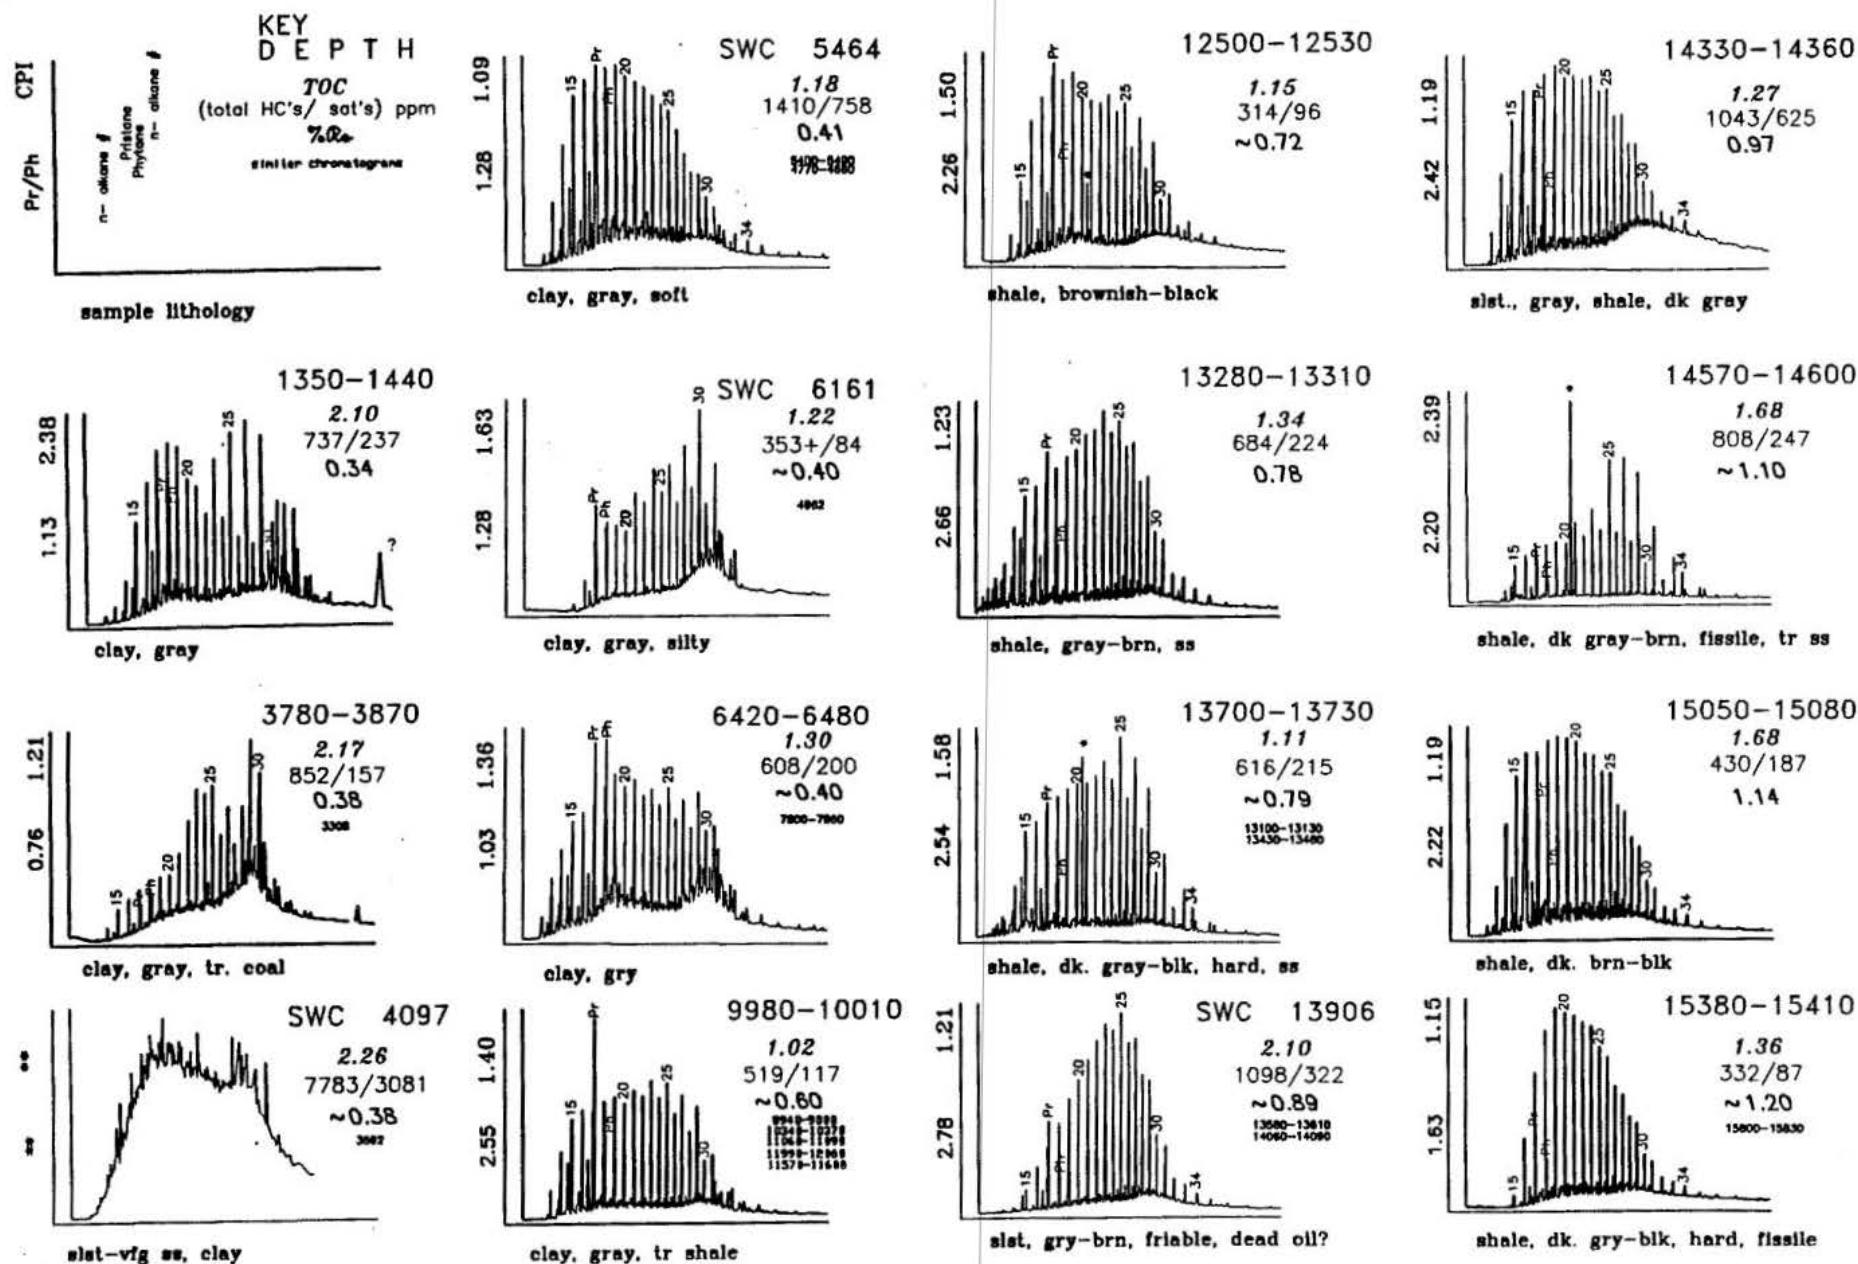 KEY
DEPTH
TOC
(total HC's/ sat's) ppm
%Ro
similar chromatograms
CPI
Pr/Ph
n- alkane #
Pristane
Phytane
n- alkane #
sample lithology
SWC 5464
1.18
1410/758
0.41
1.09
1.28
15
Pr
Ph
20
25
30
34
clay, gray, soft
12500-12530
1.15
314/96
~0.72
1.50
2.26
15
Pr
Ph
20
25
30
shale, brownish-black
14330-14360
1.27
1043/625
0.97
1.19
2.42
15
Pr
Ph
20
25
30
34
slst., gray, shale, dk gray
1350-1440
2.10
737/237
0.34
2.38
1.13
15
Pr
Ph
20
25
30
?
clay, gray
SWC 6161
1.22
353+/84
~0.40
4962
1.63
1.28
Pr
Ph
20
25
30
clay, gray, silty
13280-13310
1.34
684/224
0.78
1.23
2.66
15
Pr
Ph
20
25
30
shale, gray-brn, ss
14570-14600
1.68
808/247
~1.10
2.39
2.20
15
Pr
Ph
20
25
30
34
shale, dk gray-brn, fissile, tr ss
3780-3870
2.17
852/157
0.38
3308
1.21
0.76
15
Pr
Ph
20
25
30
clay, gray, tr. coal
6420-6480
1.30
608/200
~0.40
7900-7960
1.36
1.03
15
Pr
20
25
30
clay, gry
13700-13730
1.11
616/215
~0.79
13100-13130
13430-13460
1.58
2.54
15
Pr
Ph
20
25
30
34
shale, dk. gray-blk, hard, ss
15050-15080
1.68
430/187
1.14
1.19
2.22
15
Pr
Ph
20
25
30
34
shale, dk. brn-blk
SWC 4097
2.26
7783/3081
~0.38
**
**
slst-vfg ss, clay
9980-10010
1.02
519/117
~0.60
1.40
2.55
15
Pr
Ph
20
25
30
clay, gray, tr shale
SWC 13906
2.10
1098/322
~0.89
13580-13610
14060-14090
1.21
2.78
15
Pr
Ph
20
25
30
34
slst, gry-brn, friable, dead oil?
15380-15410
1.36
332/87
~1.20
15800-15830
1.15
1.63
15
Pr
Ph
20
25
30
34
shale, dk. gry-blk, hard, fissile